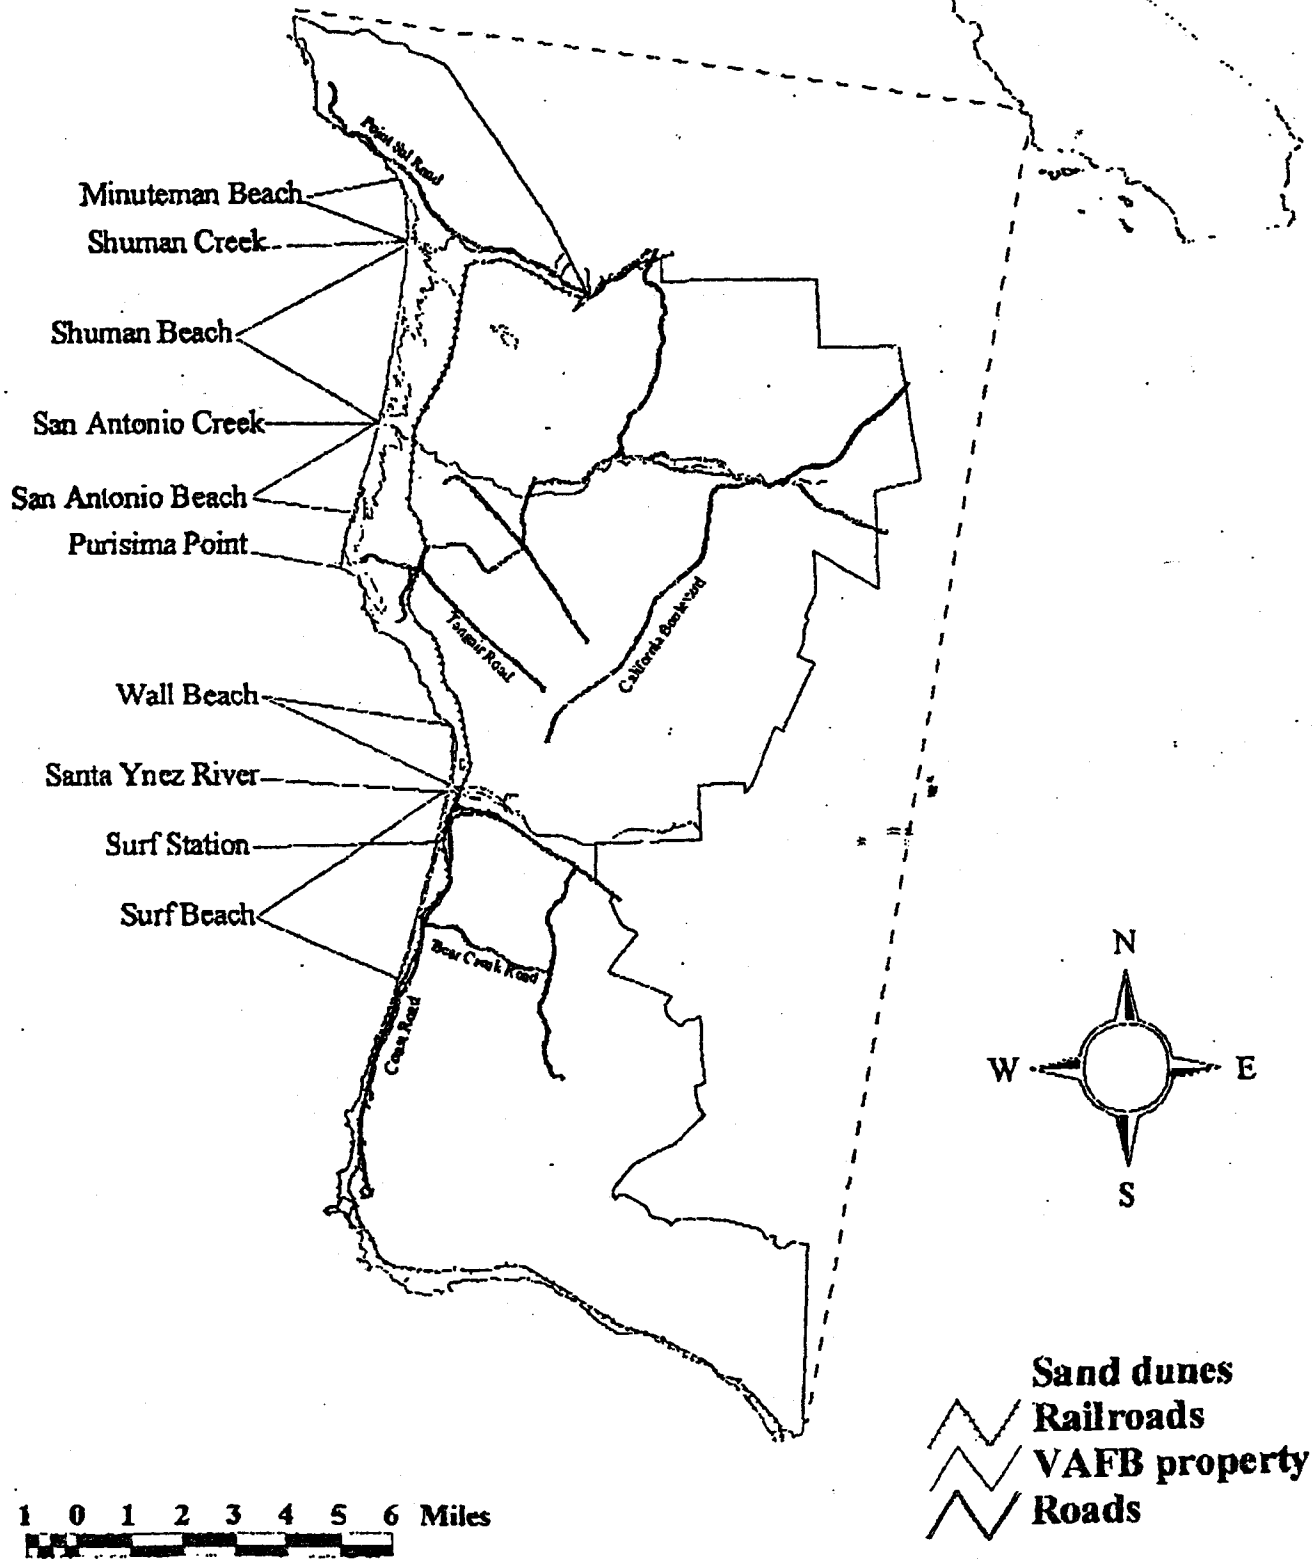 Point Sal Road
Minuteman Beach
Shuman Creek
Shuman Beach
San Antonio Creek
San Antonio Beach
Purisima Point
Tangair Road
California Boulevard
Wall Beach
Santa Ynez River
Surf Station
Surf Beach
Bear Creek Road
Coast Road
N
W
E
S
Sand dunes
Railroads
VAFB property
Roads
1 0 1 2 3 4 5 6 Miles